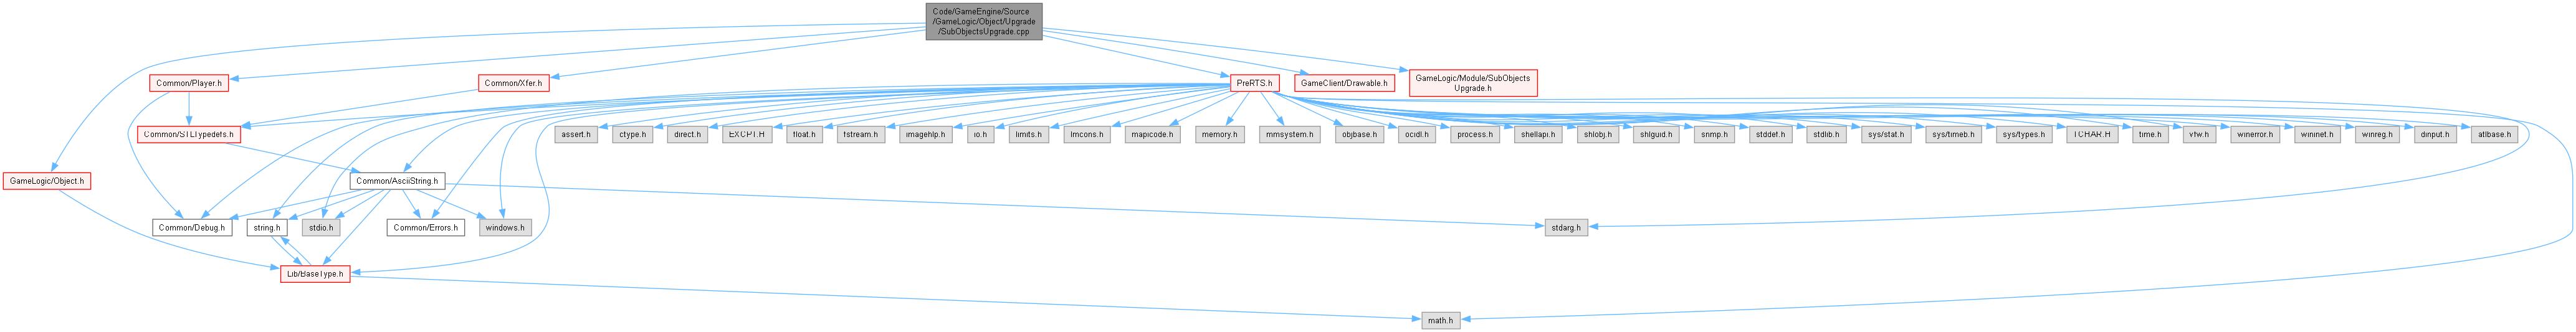 Code/GameEngine/Source
/GameLogic/Object/Upgrade
/SubObjectsUpgrade.cpp
Common/Player.h
Common/Xfer.h
PreRTS.h
GameClient/Drawable.h
GameLogic/Module/SubObjects
Upgrade.h
Common/STLTypedefs.h
assert.h
ctype.h
direct.h
EXCPT.H
float.h
fstream.h
imagehlp.h
io.h
limits.h
lmcons.h
mapicode.h
memory.h
mmsystem.h
objbase.h
ocidl.h
process.h
shellapi.h
shlobj.h
shlguid.h
snmp.h
stddef.h
stdlib.h
sys/stat.h
sys/timeb.h
sys/types.h
TCHAR.H
time.h
vfw.h
winerror.h
wininet.h
winreg.h
dinput.h
atlbase.h
GameLogic/Object.h
Common/AsciiString.h
Common/Debug.h
string.h
stdio.h
Common/Errors.h
windows.h
stdarg.h
Lib/BaseType.h
math.h